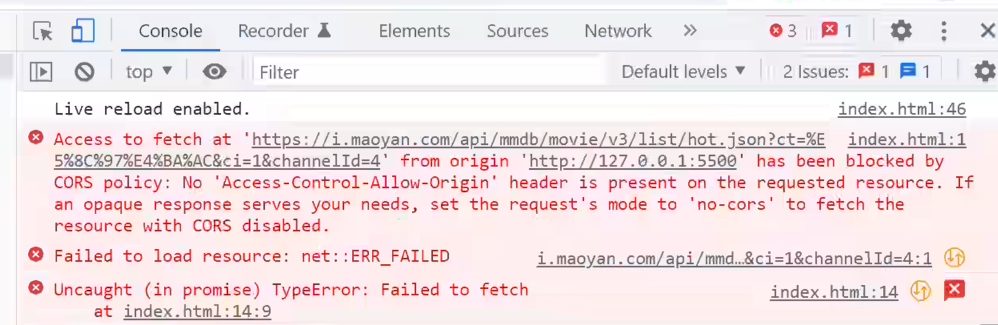 Console Recorder Elements Sources Network » 3 1
top ▼ Filter Default levels ▼ 2 Issues: 1 1
Live reload enabled. index.html:46
Access to fetch at 'https://i.maoyan.com/api/mmdb/movie/v3/list/hot.json?ct=%E index.html:1
5%8C%97%E4%BA%AC&ci=1&channelId=4' from origin 'http://127.0.0.1:5500' has been blocked by
CORS policy: No 'Access-Control-Allow-Origin' header is present on the requested resource. If
an opaque response serves your needs, set the request's mode to 'no-cors' to fetch the
resource with CORS disabled.
Failed to load resource: net::ERR_FAILED i.maoyan.com/api/mmd…&ci=1&channelId=4:1
Uncaught (in promise) TypeError: Failed to fetch index.html:14
at index.html:14:9